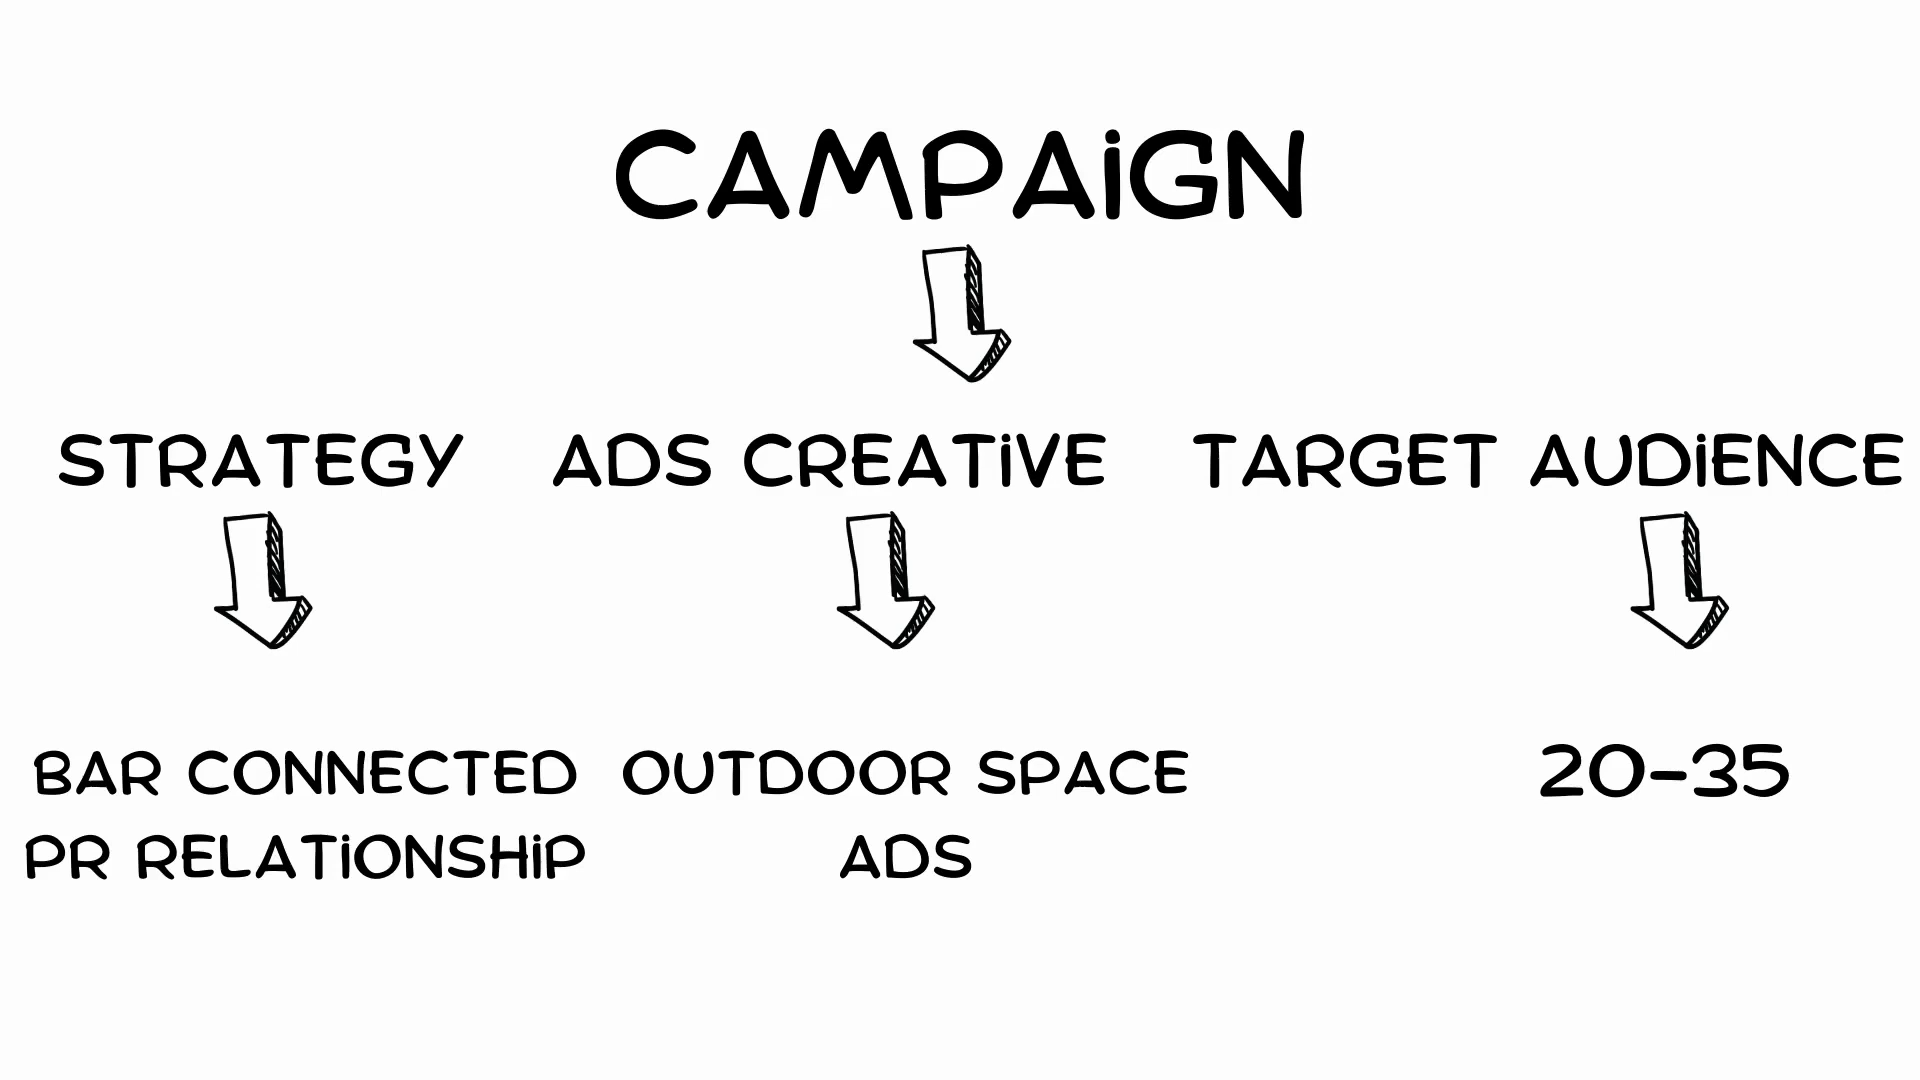 CAMPAiGN
STRATEGY
ADS CREATiVE
TARGET AUDiENCE
BAR CONNECTED
PR RELATiONSHiP
OUTDOOR SPACE
ADS
20-35